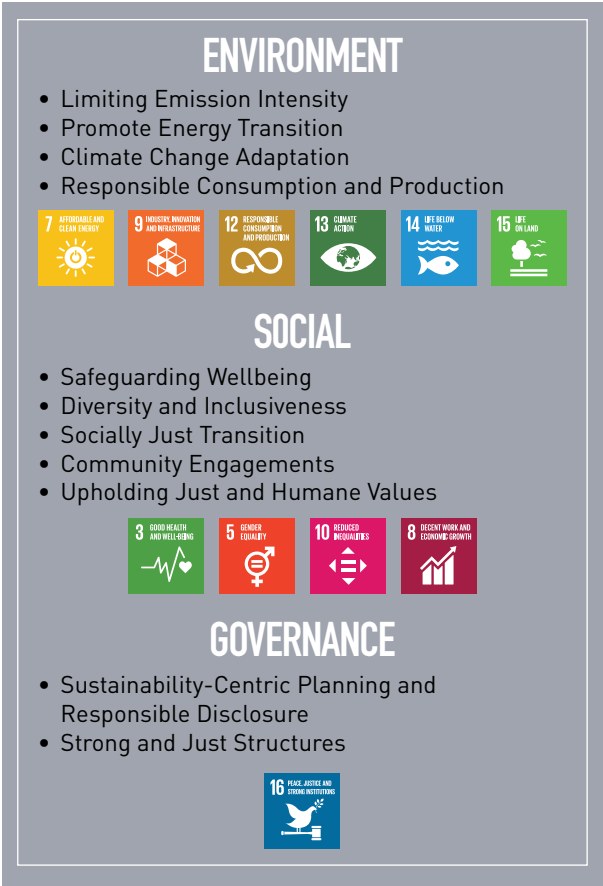 ENVIRONMENT
• Limiting Emission Intensity
• Promote Energy Transition
• Climate Change Adaptation
• Responsible Consumption and Production
7 AFFORDABLE AND
CLEAN ENERGY
9 INDUSTRY, INNOVATION
AND INFRASTRUCTURE
12 RESPONSIBLE
CONSUMPTION
AND PRODUCTION
13 CLIMATE
ACTION
14 LIFE BELOW
WATER
15 LIFE
ON LAND
SOCIAL
• Safeguarding Wellbeing
• Diversity and Inclusiveness
• Socially Just Transition
• Community Engagements
• Upholding Just and Humane Values
3 GOOD HEALTH
AND WELL-BEING
5 GENDER
EQUALITY
10 REDUCED
INEQUALITIES
8 DECENT WORK AND
ECONOMIC GROWTH
GOVERNANCE
• Sustainability-Centric Planning and
Responsible Disclosure
• Strong and Just Structures
16 PEACE, JUSTICE AND
STRONG INSTITUTIONS